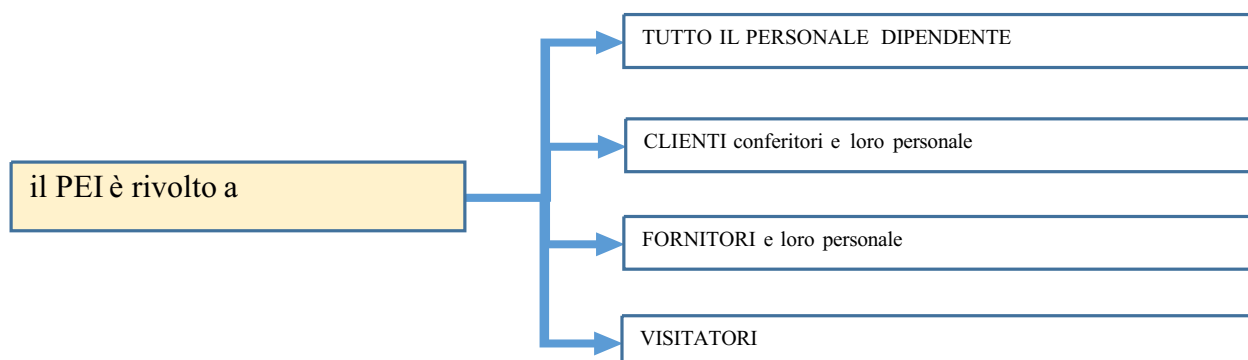 TUTTO IL PERSONALE DIPENDENTE
CLIENTI conferitori e loro personale
il PEI è rivolto a
FORNITORI e loro personale
VISITATORI